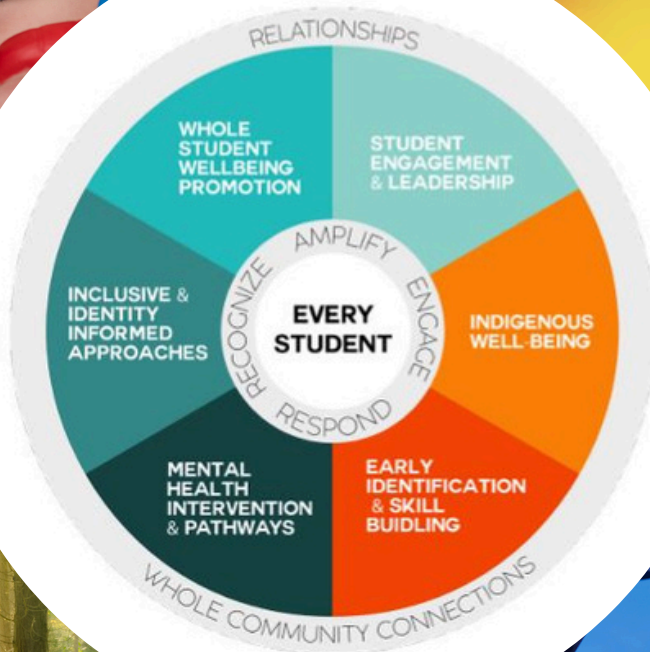 RELATIONSHIPS
WHOLE
STUDENT
WELLBEING
PROMOTION
STUDENT
ENGAGEMENT
& LEADERSHIP
INCLUSIVE &
IDENTITY
INFORMED
APPROACHES
AMPLIFY
RECOGNIZE
ENGAGE
RESPOND
EVERY
STUDENT
INDIGENOUS
WELL-BEING
MENTAL
HEALTH
INTERVENTION
& PATHWAYS
EARLY
IDENTIFICATION
& SKILL
BUIDLING
WHOLE COMMUNITY CONNECTIONS